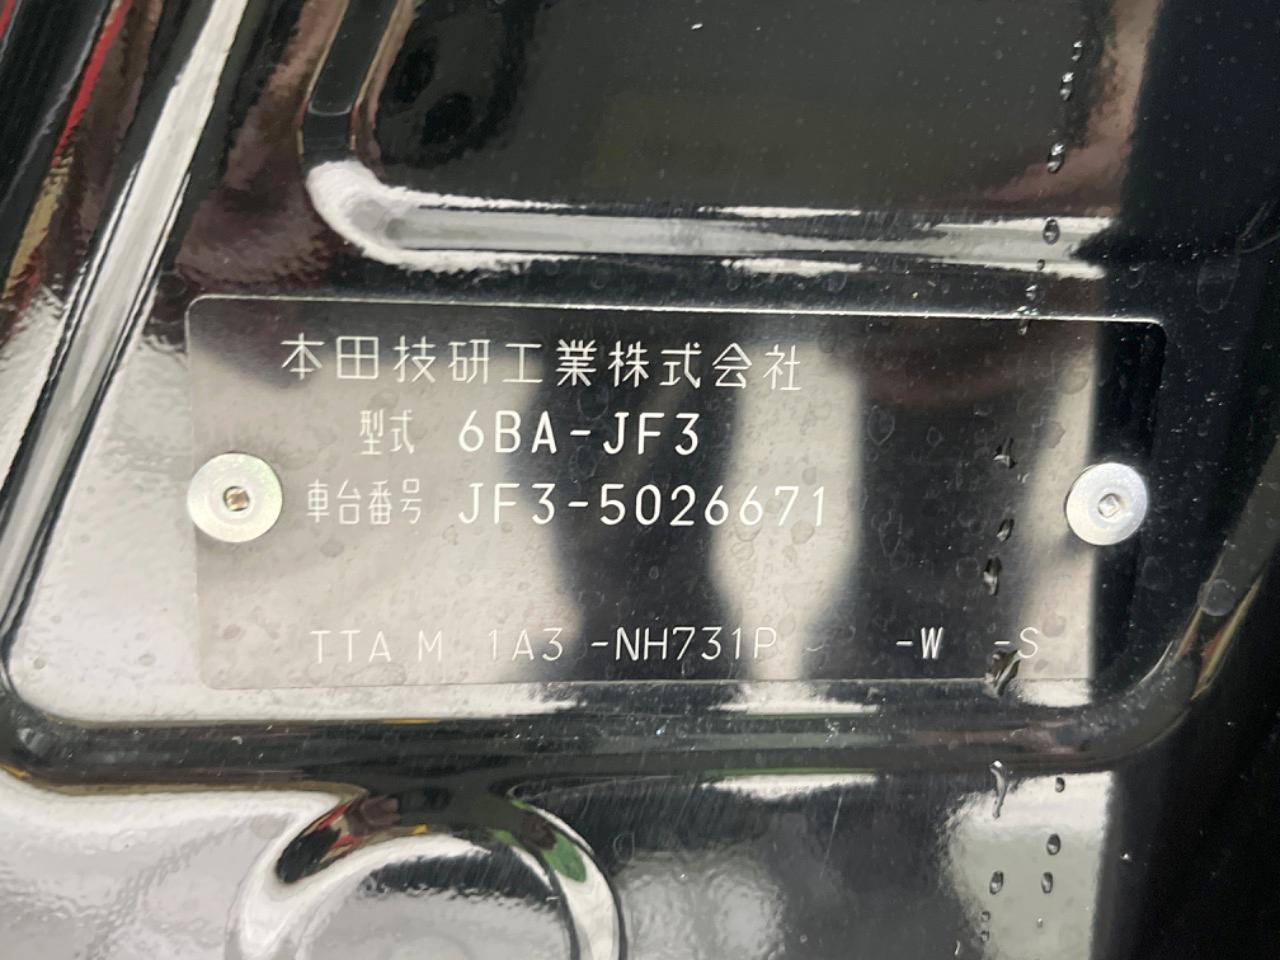 本田技研工業株式会社
型式 6BA-JF3
車台番号 JF3-5026671
TTA M 1A3 -NH731P - -W -S